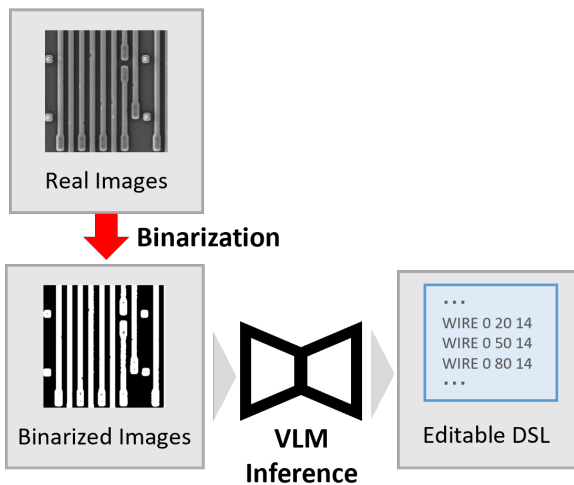 Real Images
Binarization
Binarized Images
VLM
Inference
...
WIRE 0 20 14
WIRE 0 50 14
WIRE 0 80 14
...
Editable DSL